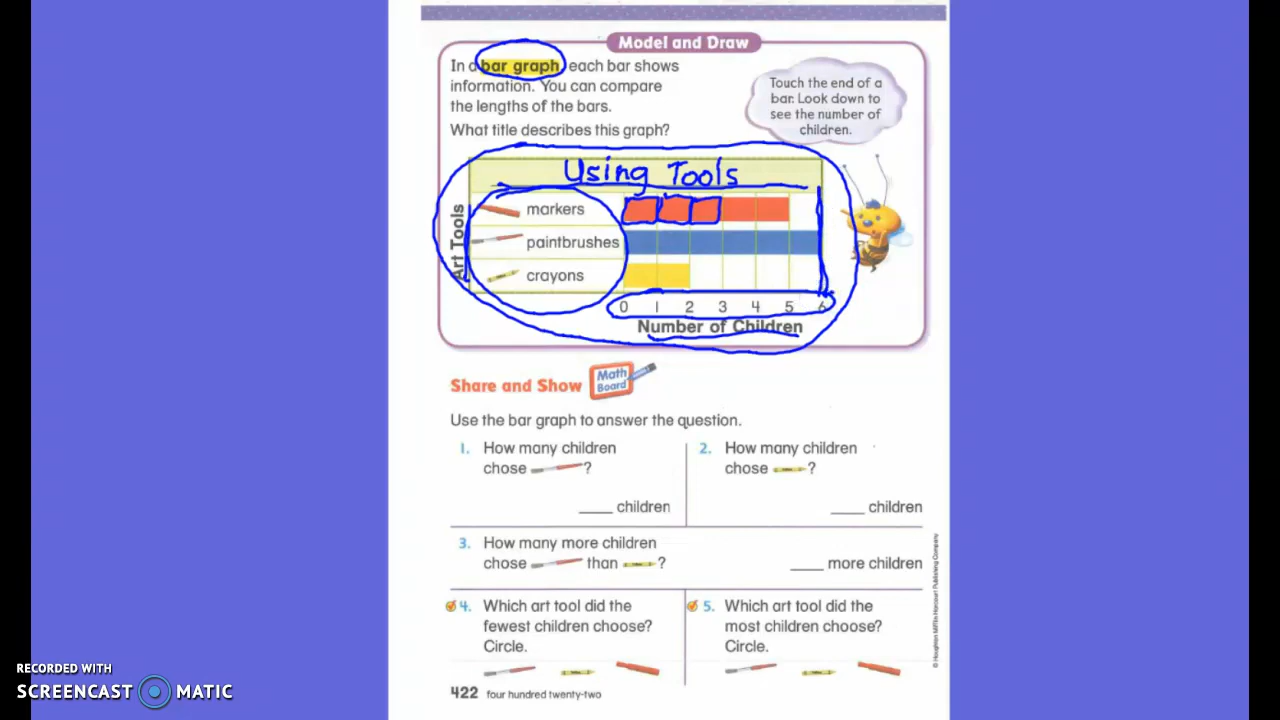 Model and Draw
In a bar graph, each bar shows
information. You can compare
the lengths of the bars.
What title describes this graph?
Touch the end of a
bar. Look down to
see the number of
children.
Using Tools
Art Tools
markers
paintbrushes
crayons
0 1 2 3 4 5 6
Number of Children
Share and Show
Math
Board
Use the bar graph to answer the question.
1. How many children
chose ?
____ children
2. How many children
chose ?
____ children
3. How many more children
chose than ?
____ more children
4. Which art tool did the
fewest children choose?
Circle.
5. Which art tool did the
most children choose?
Circle.
© Houghton Mifflin Harcourt Publishing Company
422 four hundred twenty-two
RECORDED WITH
SCREENCAST MATIC